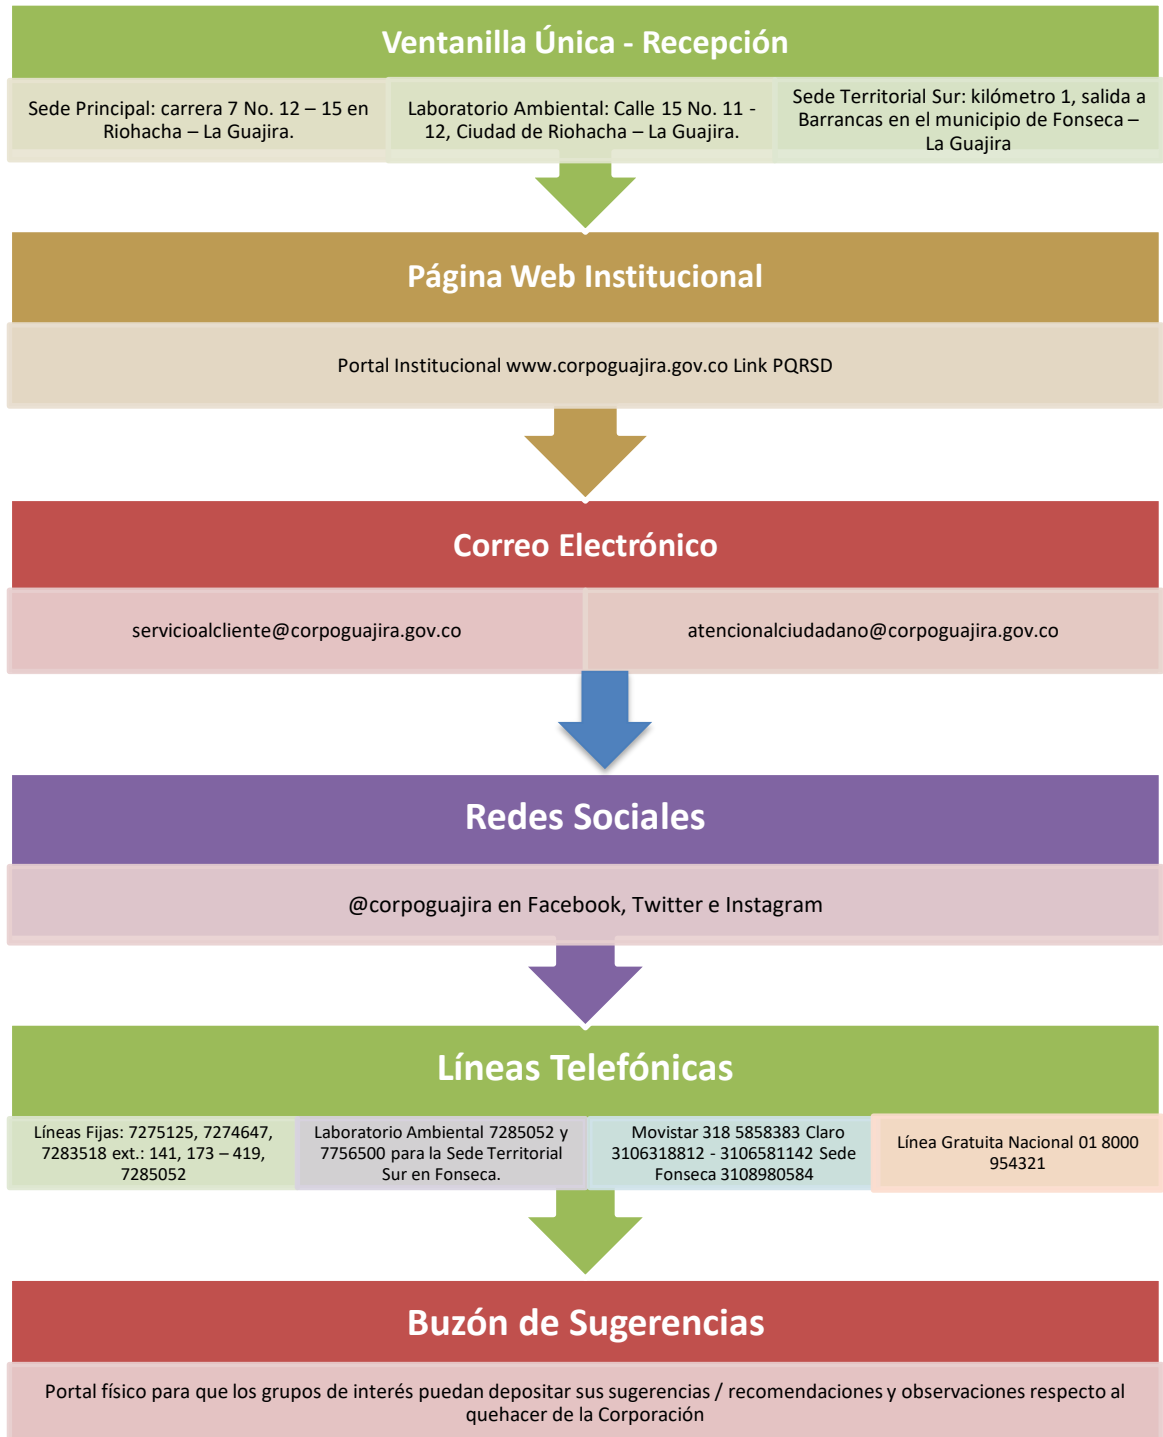 Ventanilla Única - Recepción
Sede Principal: carrera 7 No. 12 – 15 en
Riohacha – La Guajira.
Laboratorio Ambiental: Calle 15 No. 11 -
12, Ciudad de Riohacha – La Guajira.
Sede Territorial Sur: kilómetro 1, salida a
Barrancas en el municipio de Fonseca –
La Guajira
Página Web Institucional
Portal Institucional www.corpoguajira.gov.co Link PQRSD
Correo Electrónico
servicioalcliente@corpoguajira.gov.co
atencionalciudadano@corpoguajira.gov.co
Redes Sociales
@corpoguajira en Facebook, Twitter e Instagram
Líneas Telefónicas
Líneas Fijas: 7275125, 7274647,
7283518 ext.: 141, 173 – 419,
7285052
Laboratorio Ambiental 7285052 y
7756500 para la Sede Territorial
Sur en Fonseca.
Movistar 318 5858383 Claro
3106318812 - 3106581142 Sede
Fonseca 3108980584
Línea Gratuita Nacional 01 8000
954321
Buzón de Sugerencias
Portal físico para que los grupos de interés puedan depositar sus sugerencias / recomendaciones y observaciones respecto al
quehacer de la Corporación